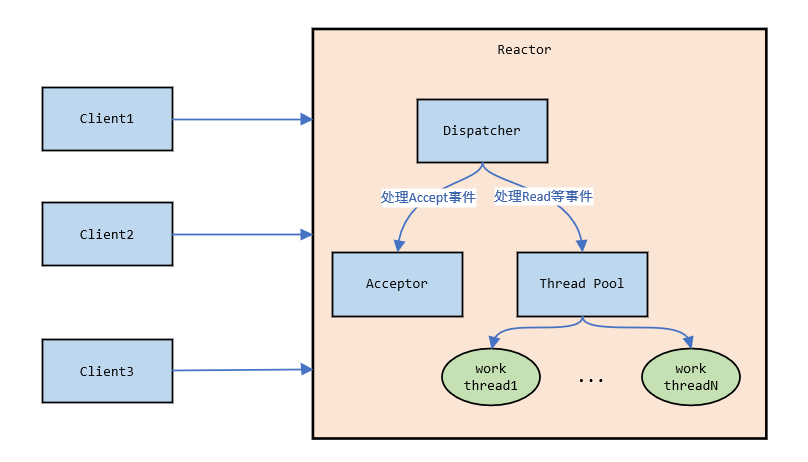 Reactor
Client1
Dispatcher
处理Accept事件
处理Read等事件
Client2
Acceptor
Thread Pool
Client3
work
thread1
...
work
threadN